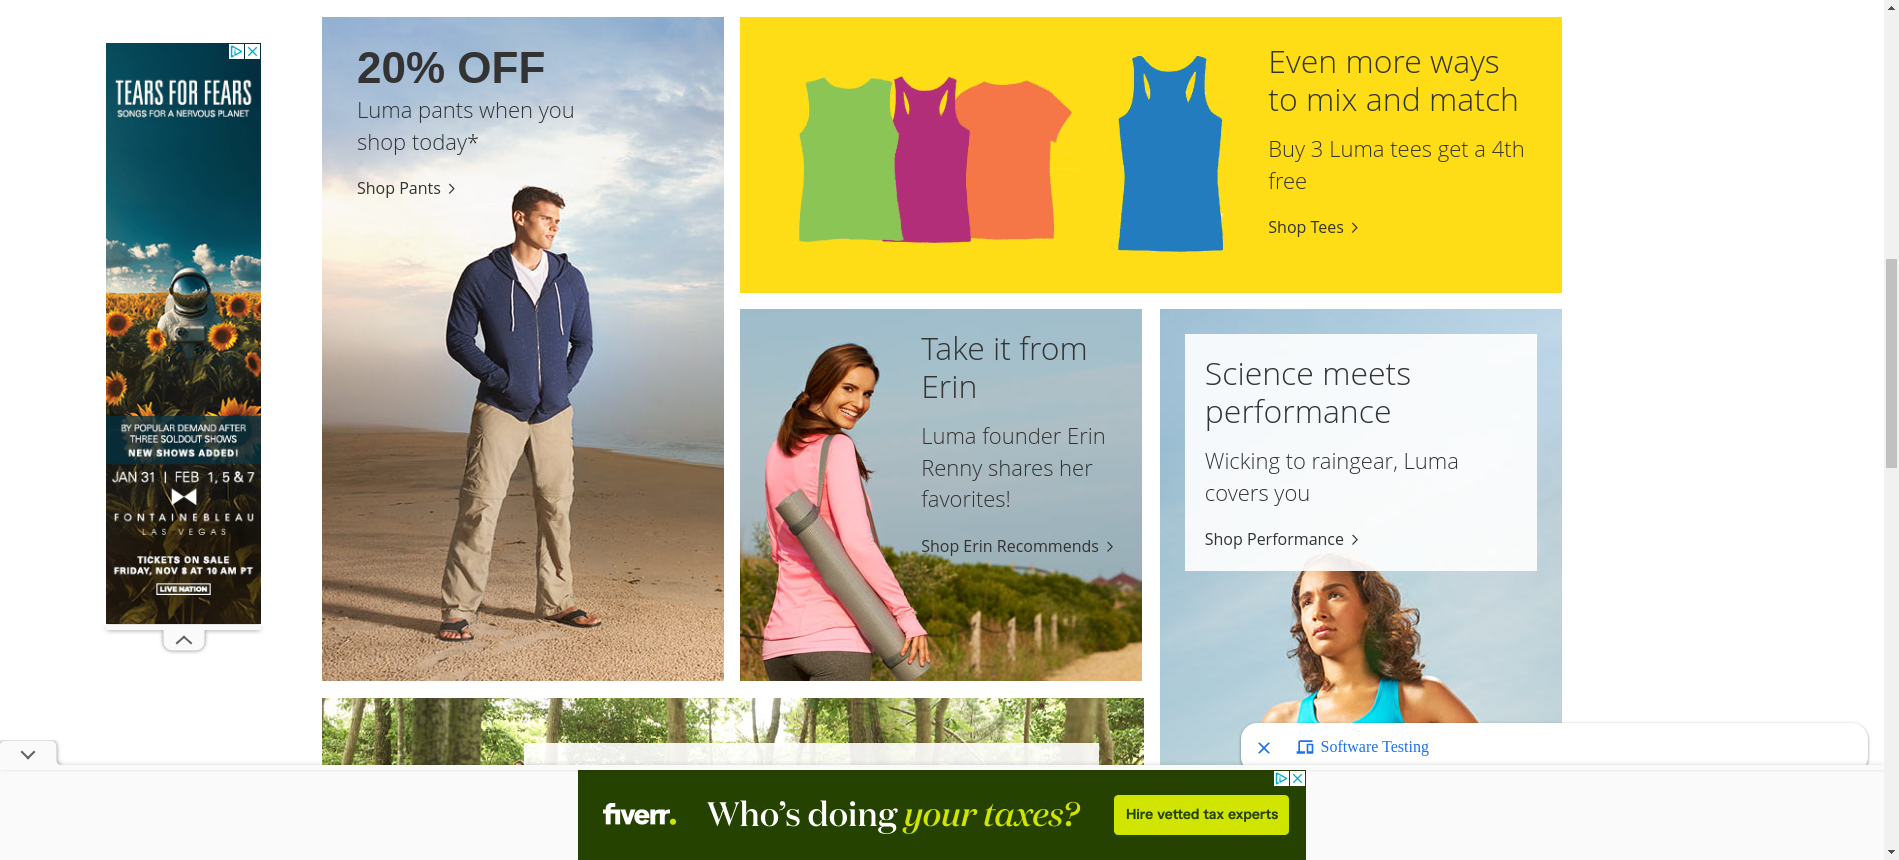 TEARS FOR FEARS
SONGS FOR A NERVOUS PLANET
BY POPULAR DEMAND AFTER
THREE SOLDOUT SHOWS
NEW SHOWS ADDED!
JAN 31 | FEB 1, 5 & 7
FONTAINEBLEAU
LAS VEGAS
TICKETS ON SALE
FRIDAY, NOV 8 AT 10 AM PT
LIVE NATION
20% OFF
Luma pants when you
shop today*
Shop Pants
Even more ways
to mix and match
Buy 3 Luma tees get a 4th
free
Shop Tees
Take it from
Erin
Luma founder Erin
Renny shares her
favorites!
Shop Erin Recommends
Science meets
performance
Wicking to raingear, Luma
covers you
Shop Performance
Software Testing
fiverr.
Who's doing your taxes?
Hire vetted tax experts